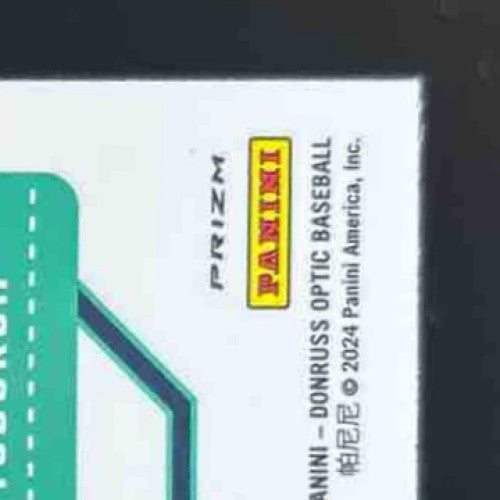 PRIZM
PANINI
ANINI – DONRUSS OPTIC BASEBALL
帕尼尼 © 2024 Panini America, Inc.